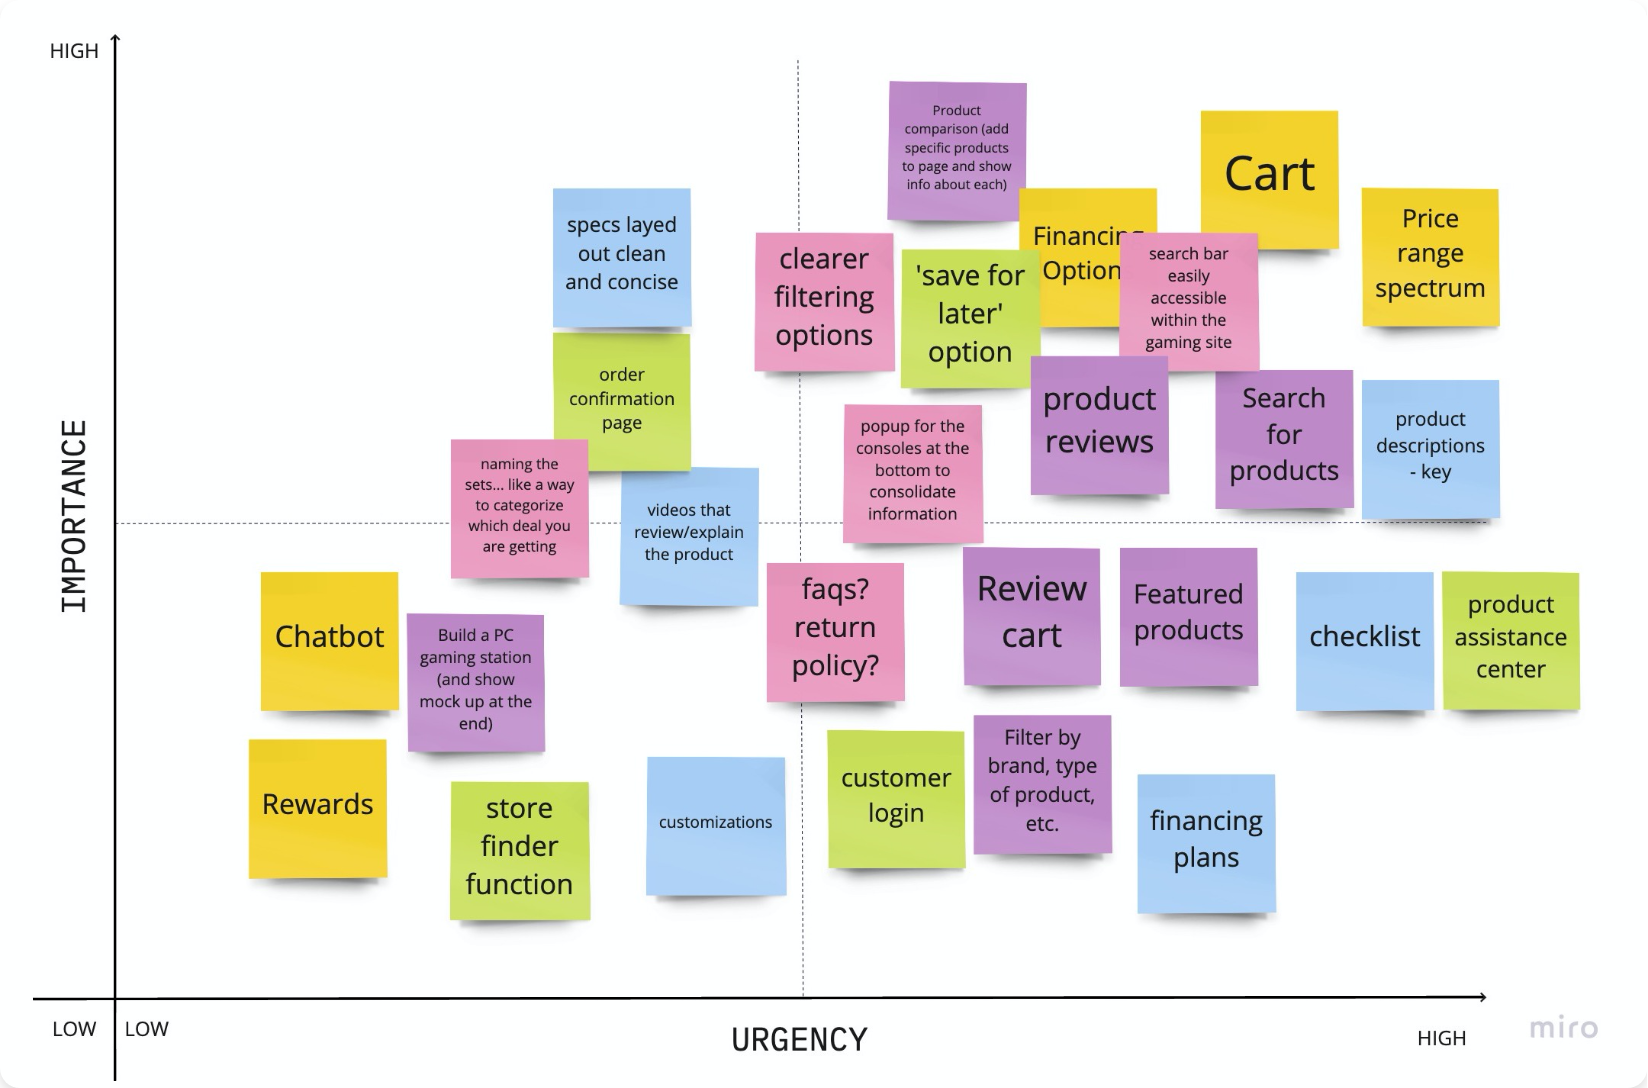 HIGH
Product
comparison (add
specific products
to page and show
info about each)
Cart
specs layed
out clean
and concise
Financing
Option
Price
range
spectrum
clearer
filtering
options
'save for
later'
option
search bar
easily
accessible
within the
gaming site
order
confirmation
page
product
reviews
Search
for
products
product
descriptions
- key
popup for the
consoles at the
bottom to
consolidate
information
naming the
sets... like a way
to categorize
which deal you
are getting
videos that
review/explain
the product
IMPORTANCE
faqs?
return
policy?
Review
cart
Featured
products
checklist
product
assistance
center
Chatbot
Build a PC
gaming station
(and show
mock up at the
end)
Rewards
store
finder
function
customizations
customer
login
Filter by
brand, type
of product,
etc.
financing
plans
LOW
LOW
URGENCY
HIGH
miro